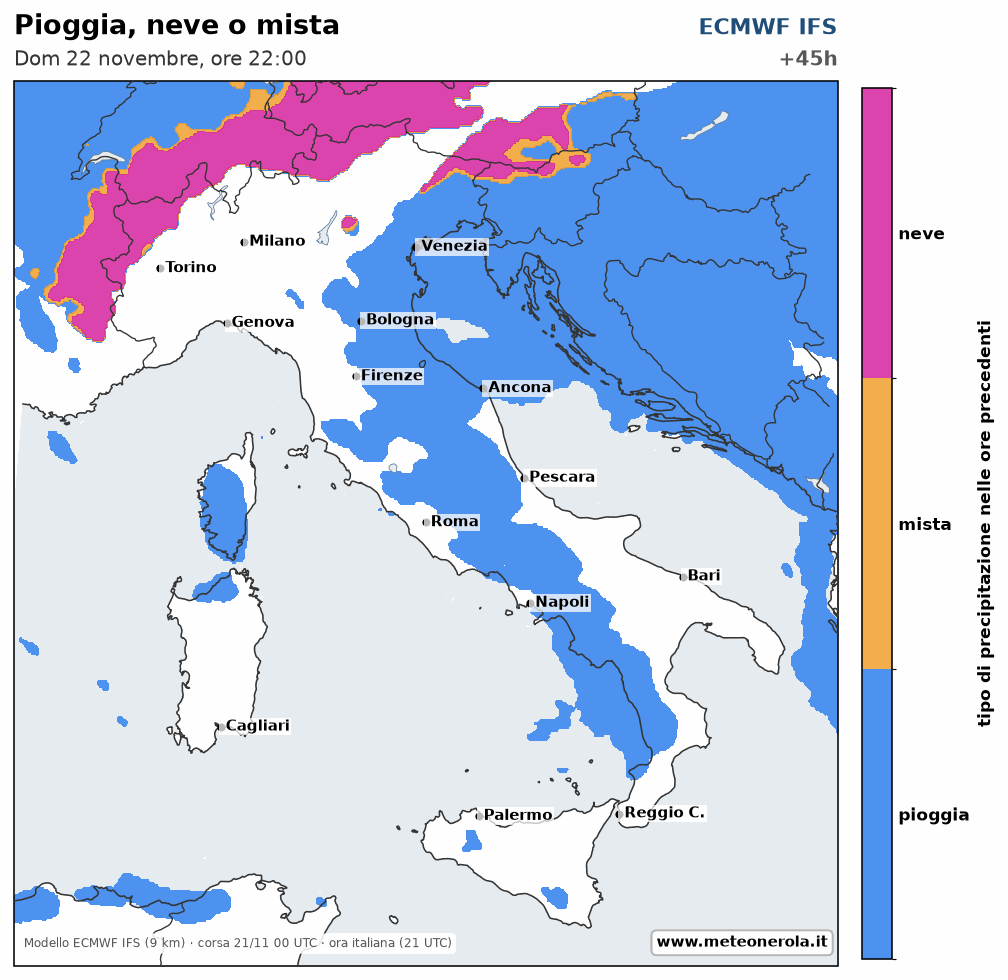 Pioggia, neve o mista
ECMWF IFS
Dom 22 novembre, ore 22:00
+45h
neve
mista
pioggia
tipo di precipitazione nelle ore precedenti
Milano
Venezia
Torino
Genova
Bologna
Firenze
Ancona
Pescara
Roma
Bari
Napoli
Cagliari
Palermo
Reggio C.
Modello ECMWF IFS (9 km) · corsa 21/11 00 UTC · ora italiana (21 UTC)
www.meteonerola.it